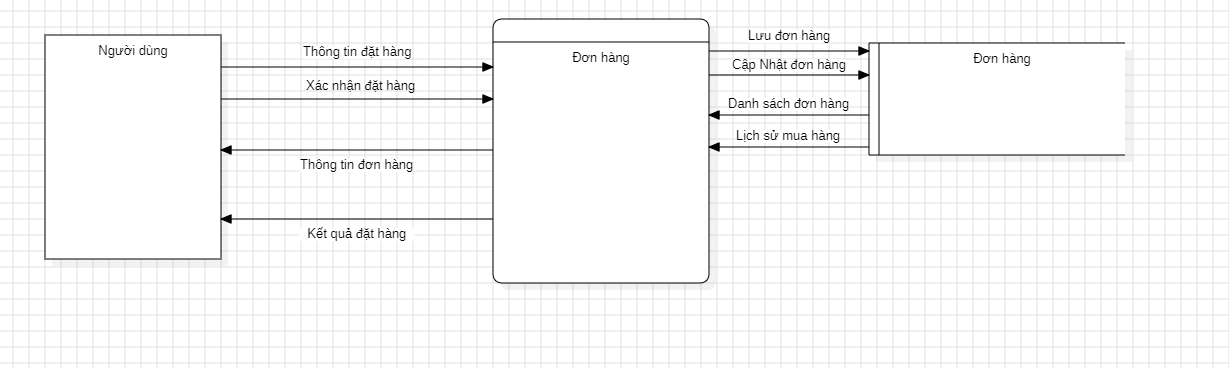 Người dùng
Thông tin đặt hàng
Xác nhận đặt hàng
Thông tin đơn hàng
Kết quả đặt hàng
Đơn hàng
Lưu đơn hàng
Cập Nhật đơn hàng
Danh sách đơn hàng
Lịch sử mua hàng
Đơn hàng